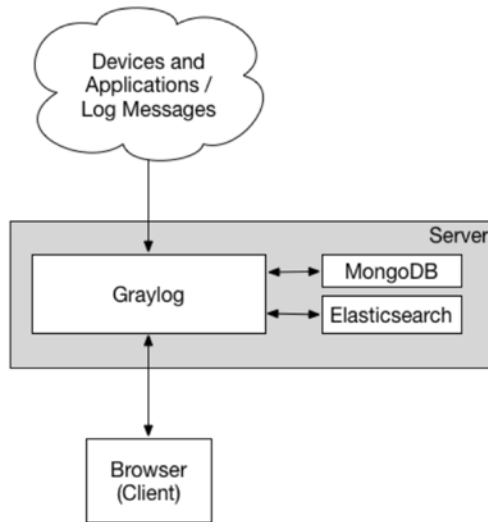 Devices and
Applications /
Log Messages
Server
Graylog
MongoDB
Elasticsearch
Browser
(Client)